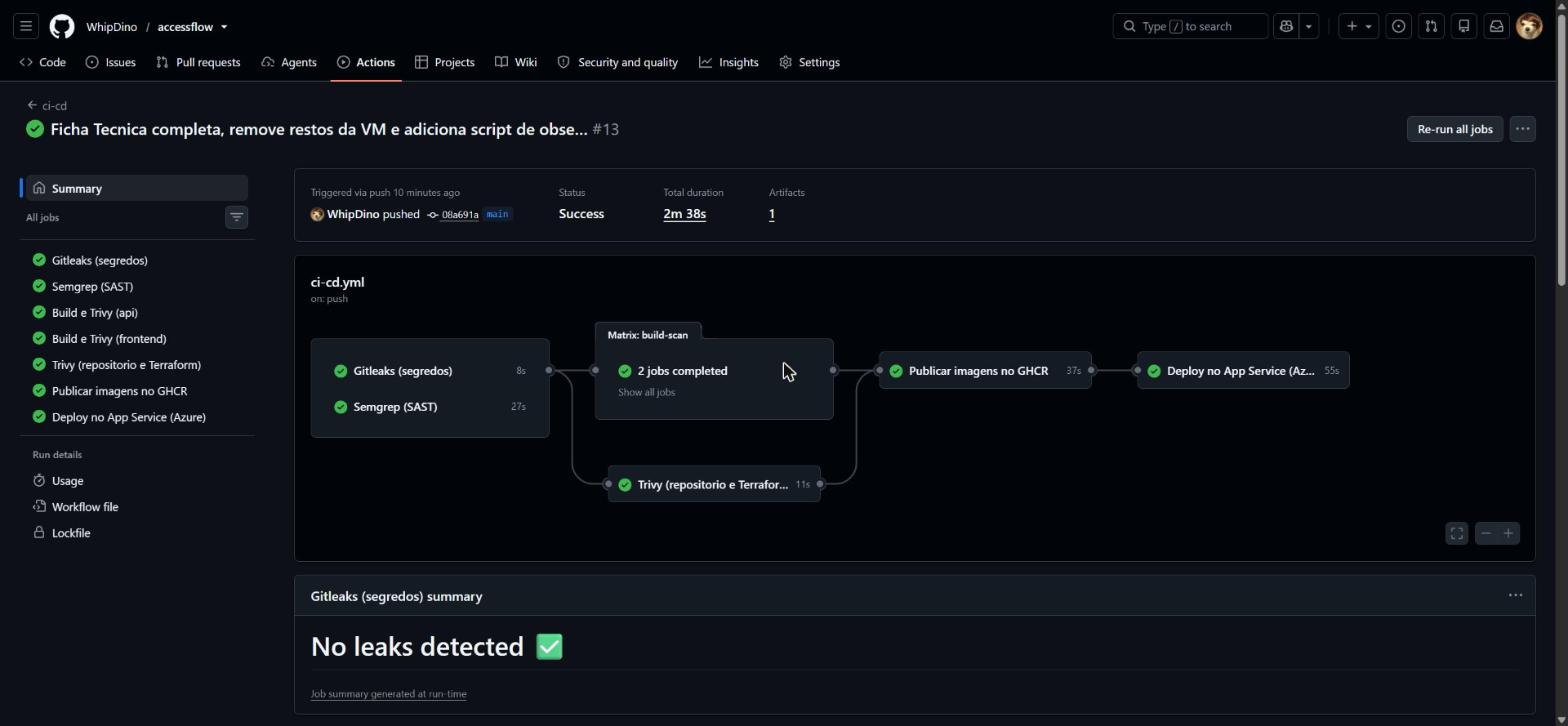 WhipDino / accessflow
Type / to search
Code Issues Pull requests Agents Actions Projects Wiki Security and quality Insights Settings
ci-cd
Ficha Tecnica completa, remove restos da VM e adiciona script de obse... #13
Re-run all jobs
Summary
All jobs
Gitleaks (segredos)
Semgrep (SAST)
Build e Trivy (api)
Build e Trivy (frontend)
Trivy (repositorio e Terraform)
Publicar imagens no GHCR
Deploy no App Service (Azure)
Run details
Usage
Workflow file
Lockfile
Triggered via push 10 minutes ago
WhipDino pushed 08a691a main
Status
Success
Total duration
2m 38s
Artifacts
1
ci-cd.yml
on: push
Gitleaks (segredos) 8s
Semgrep (SAST) 27s
Matrix: build-scan
2 jobs completed
Show all jobs
Trivy (repositorio e Terrafor... 11s
Publicar imagens no GHCR 37s
Deploy no App Service (Az... 55s
Gitleaks (segredos) summary
No leaks detected ✅
Job summary generated at run-time